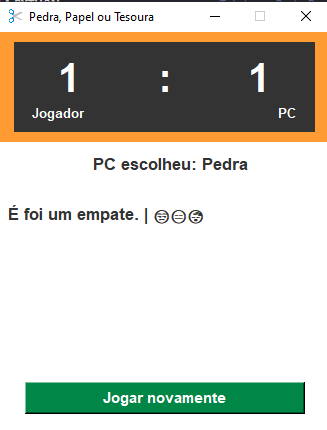 Pedra, Papel ou Tesoura
1 : 1
Jogador PC
PC escolheu: Pedra
É foi um empate. | 😒😑😪
Jogar novamente